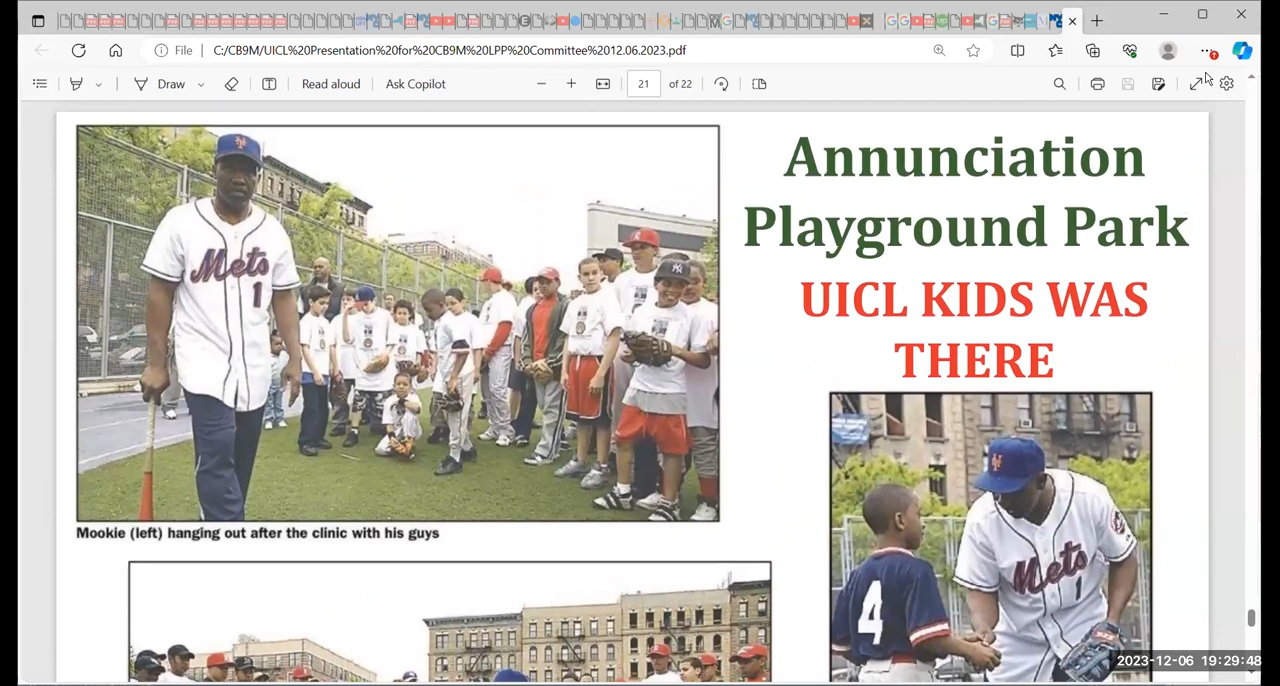 File
C:/CB9M/UICL%20Presentation%20for%20CB9M%20LPP%20Committee%2012.06.2023.pdf
Draw
Read aloud
Ask Copilot
21
of 22
Annunciation
Playground Park
UICL KIDS WAS
THERE
Mets
1
Mookie (left) hanging out after the clinic with his guys
4
Mets
1
2023-12-06 19:29:48